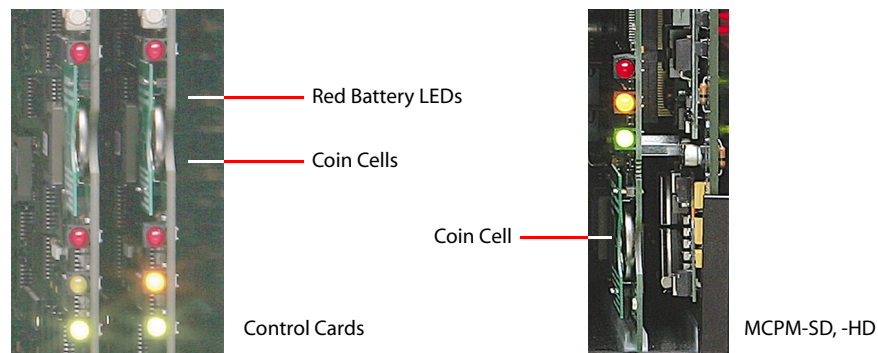 Red Battery LEDs
Coin Cells
Coin Cell
Control Cards
MCPM-SD, -HD